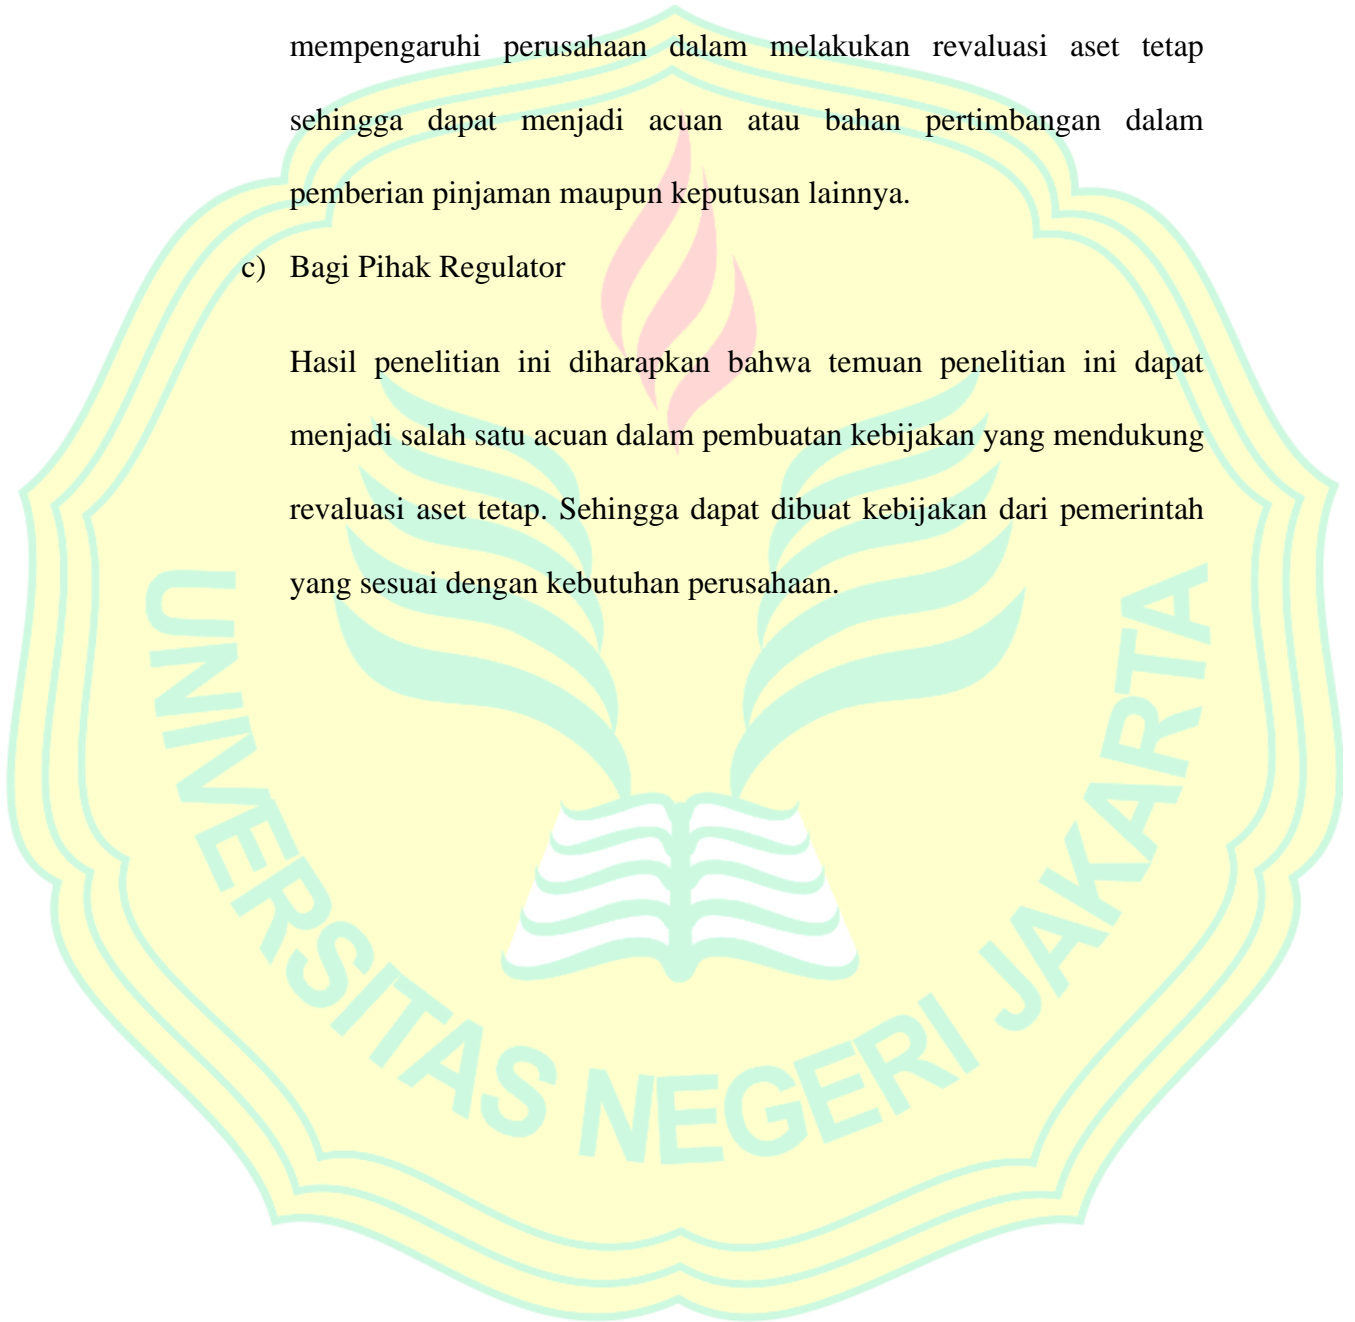 mempengaruhi perusahaan dalam melakukan revaluasi aset tetap
sehingga dapat menjadi acuan atau bahan pertimbangan dalam
pemberian pinjaman maupun keputusan lainnya.
c) Bagi Pihak Regulator
Hasil penelitian ini diharapkan bahwa temuan penelitian ini dapat
menjadi salah satu acuan dalam pembuatan kebijakan yang mendukung
revaluasi aset tetap. Sehingga dapat dibuat kebijakan dari pemerintah
yang sesuai dengan kebutuhan perusahaan.
UNIVERSITAS NEGERI JAKARTA